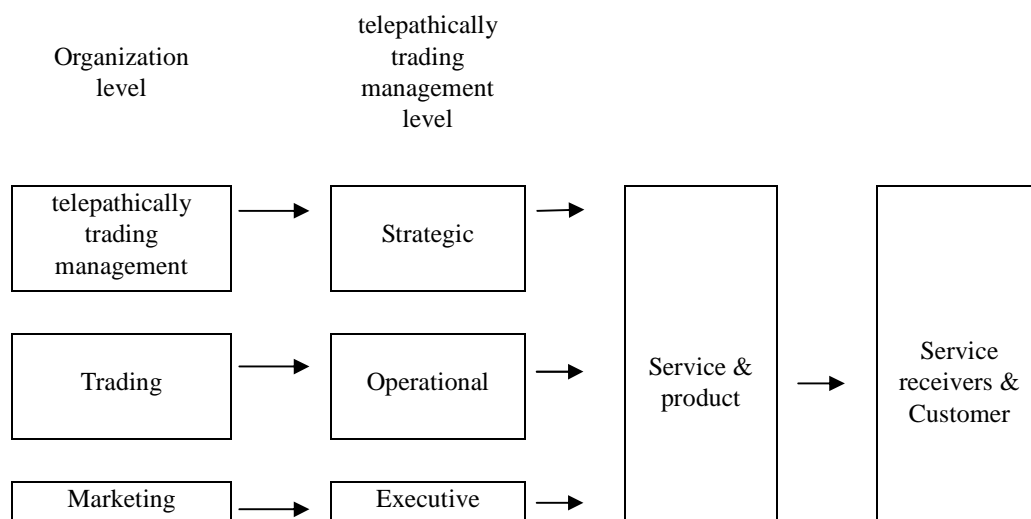 Organization
level
telepathically
trading
management
level
telepathically
trading
management
Strategic
Trading
Operational
Service &
product
Service
receivers &
Customer
Marketing
Executive